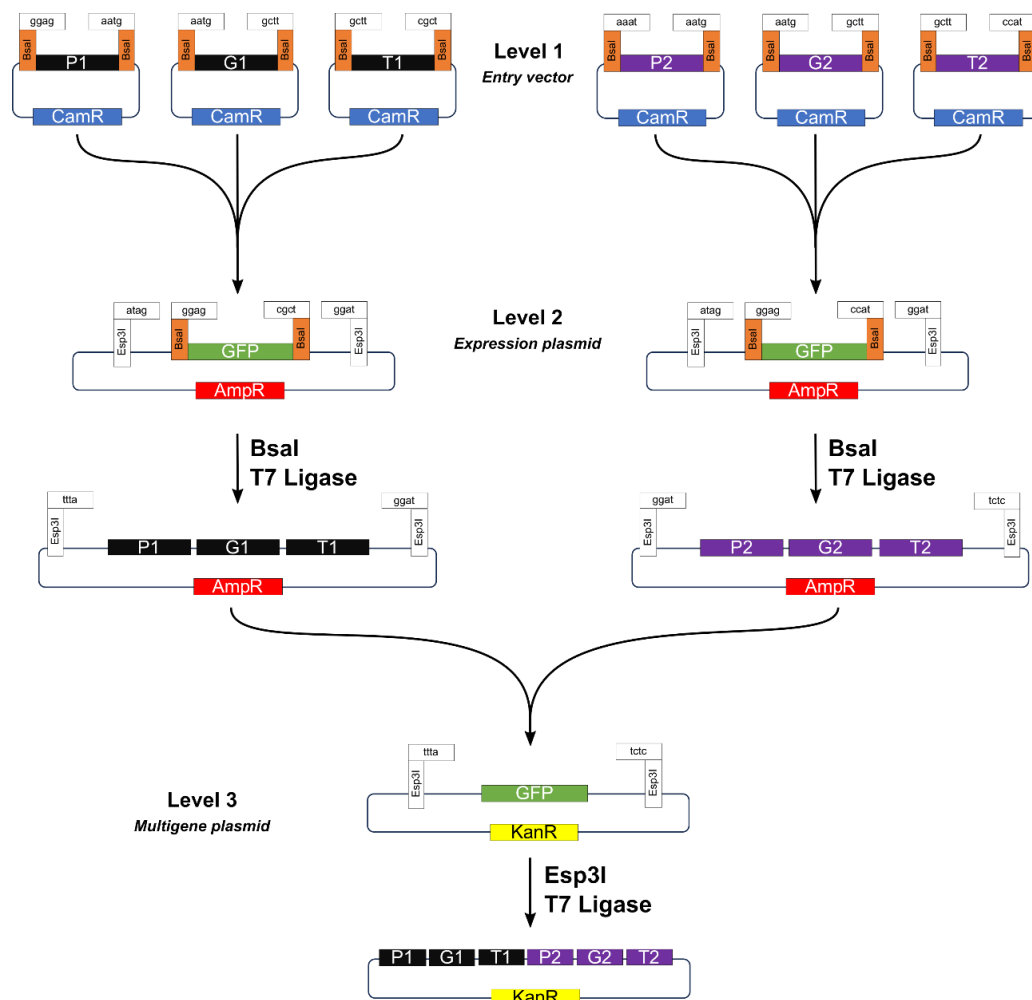 ggag aatg aatg gctt gctt cgct
BsaI P1 BsaI BsaI G1 BsaI BsaI T1 BsaI
CamR CamR CamR
Level 1
Entry vector
aaat aatg aatg gctt gctt ccat
BsaI P2 BsaI BsaI G2 BsaI BsaI T2 BsaI
CamR CamR CamR
atag ggag cgct ggat
Esp3I BsaI GFP BsaI Esp3I
AmpR
Level 2
Expression plasmid
atag ggag ccat ggat
Esp3I BsaI GFP BsaI Esp3I
AmpR
BsaI
T7 Ligase
BsaI
T7 Ligase
ttta ggat
Esp3I P1 G1 T1 Esp3I
AmpR
ggat tctc
Esp3I P2 G2 T2 Esp3I
AmpR
Level 3
Multigene plasmid
ttta tctc
Esp3I GFP Esp3I
KanR
Esp3I
T7 Ligase
P1 G1 T1 P2 G2 T2
KanR